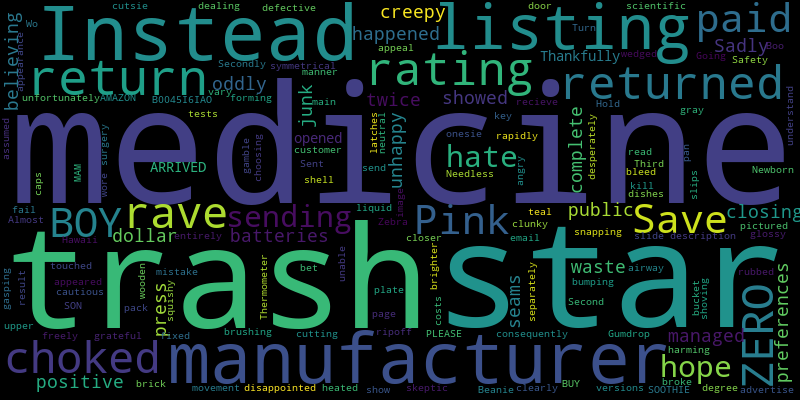 cutsie dealing defective door scientific
Wo Instead creepy listing paid
happened Turn
appearance believing Secondly symmetrical appeal Thankfully wedged Going Boo
return oddly rating returned Sadly Safety
unfortunately AMAZON B0045I6IAO vary forming manner junk main twice showed Hold gray understand
medicine
assumed tests key recieve
caps MAM wore surgery ARRIVED gamble choosing opened customer latches neutral unhappy onesie rapidly complete desperately read Third pan
hate bleed Newborn
Sent send angry Needless kill slips
shell dishes
fail rave liquid image teal public Save pictured closing
Almost BOY sending Zebra Pink clunky snapping
Hawaii dollar entirely batteries closer email slide description glossy
trash star
gasping result touched appeared cautious SON wooden mistake squishy press Thermometer bet unable plate brighter costs seams separately waste airway bumping Second bucket shoving rubbed ZERO preferences
pack page
upper freely grateful fixed brushing cutting ripoff PLEASE consequently Gumdrop managed
choked manufacturer harming
positive brick hope
broke degree
movement disappointed heated show skeptic Beanie clearly BUY versions SOOTHIE advertise